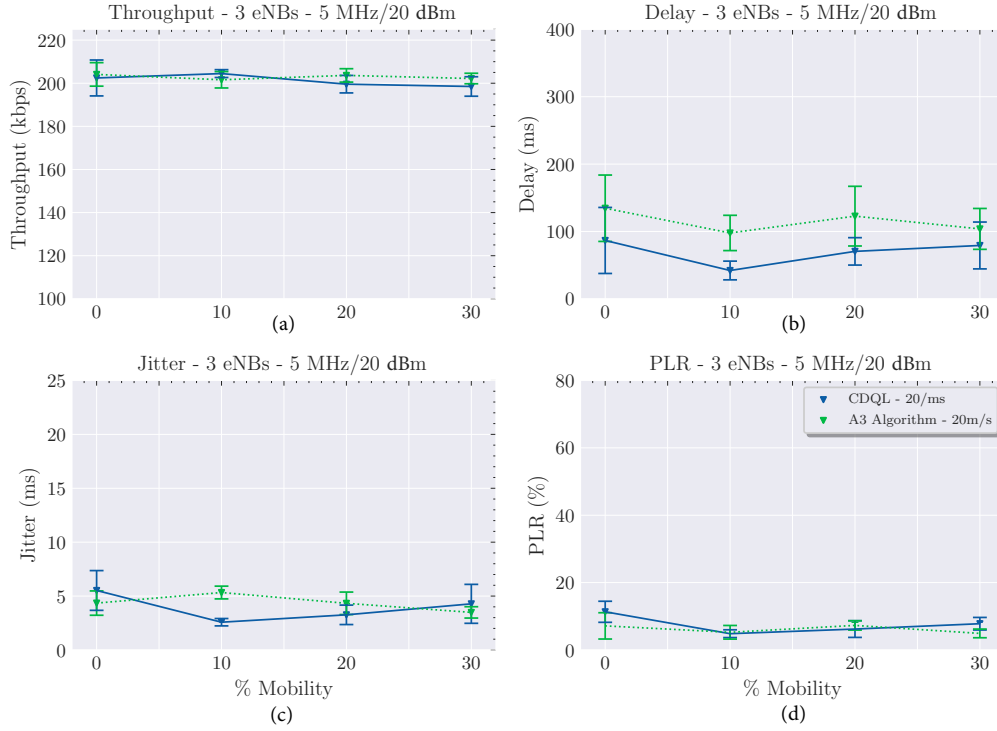 Throughput - 3 eNBs - 5 MHz/20 dBm
Throughput (kbps)
220
200
180
160
140
120
100
0
10
20
30
(a)
Delay - 3 eNBs - 5 MHz/20 dBm
Delay (ms)
400
300
200
100
0
0
10
20
30
(b)
Jitter - 3 eNBs - 5 MHz/20 dBm
Jitter (ms)
25
20
15
10
5
0
0
10
20
30
% Mobility
(c)
PLR - 3 eNBs - 5 MHz/20 dBm
PLR (%)
80
60
40
20
0
CDQL - 20/ms
A3 Algorithm - 20m/s
0
10
20
30
% Mobility
(d)